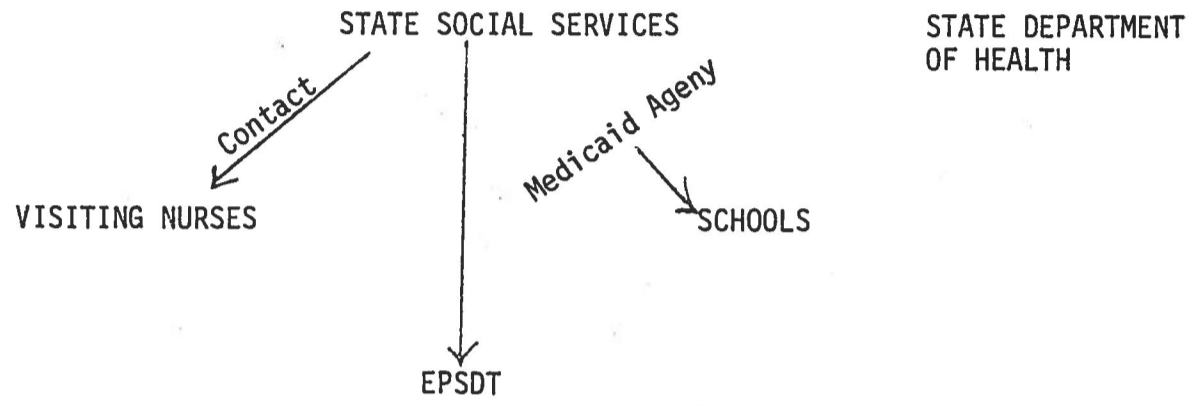 STATE SOCIAL SERVICES
STATE DEPARTMENT
OF HEALTH
Contact
Medicaid Ageny
VISITING NURSES
SCHOOLS
EPSDT